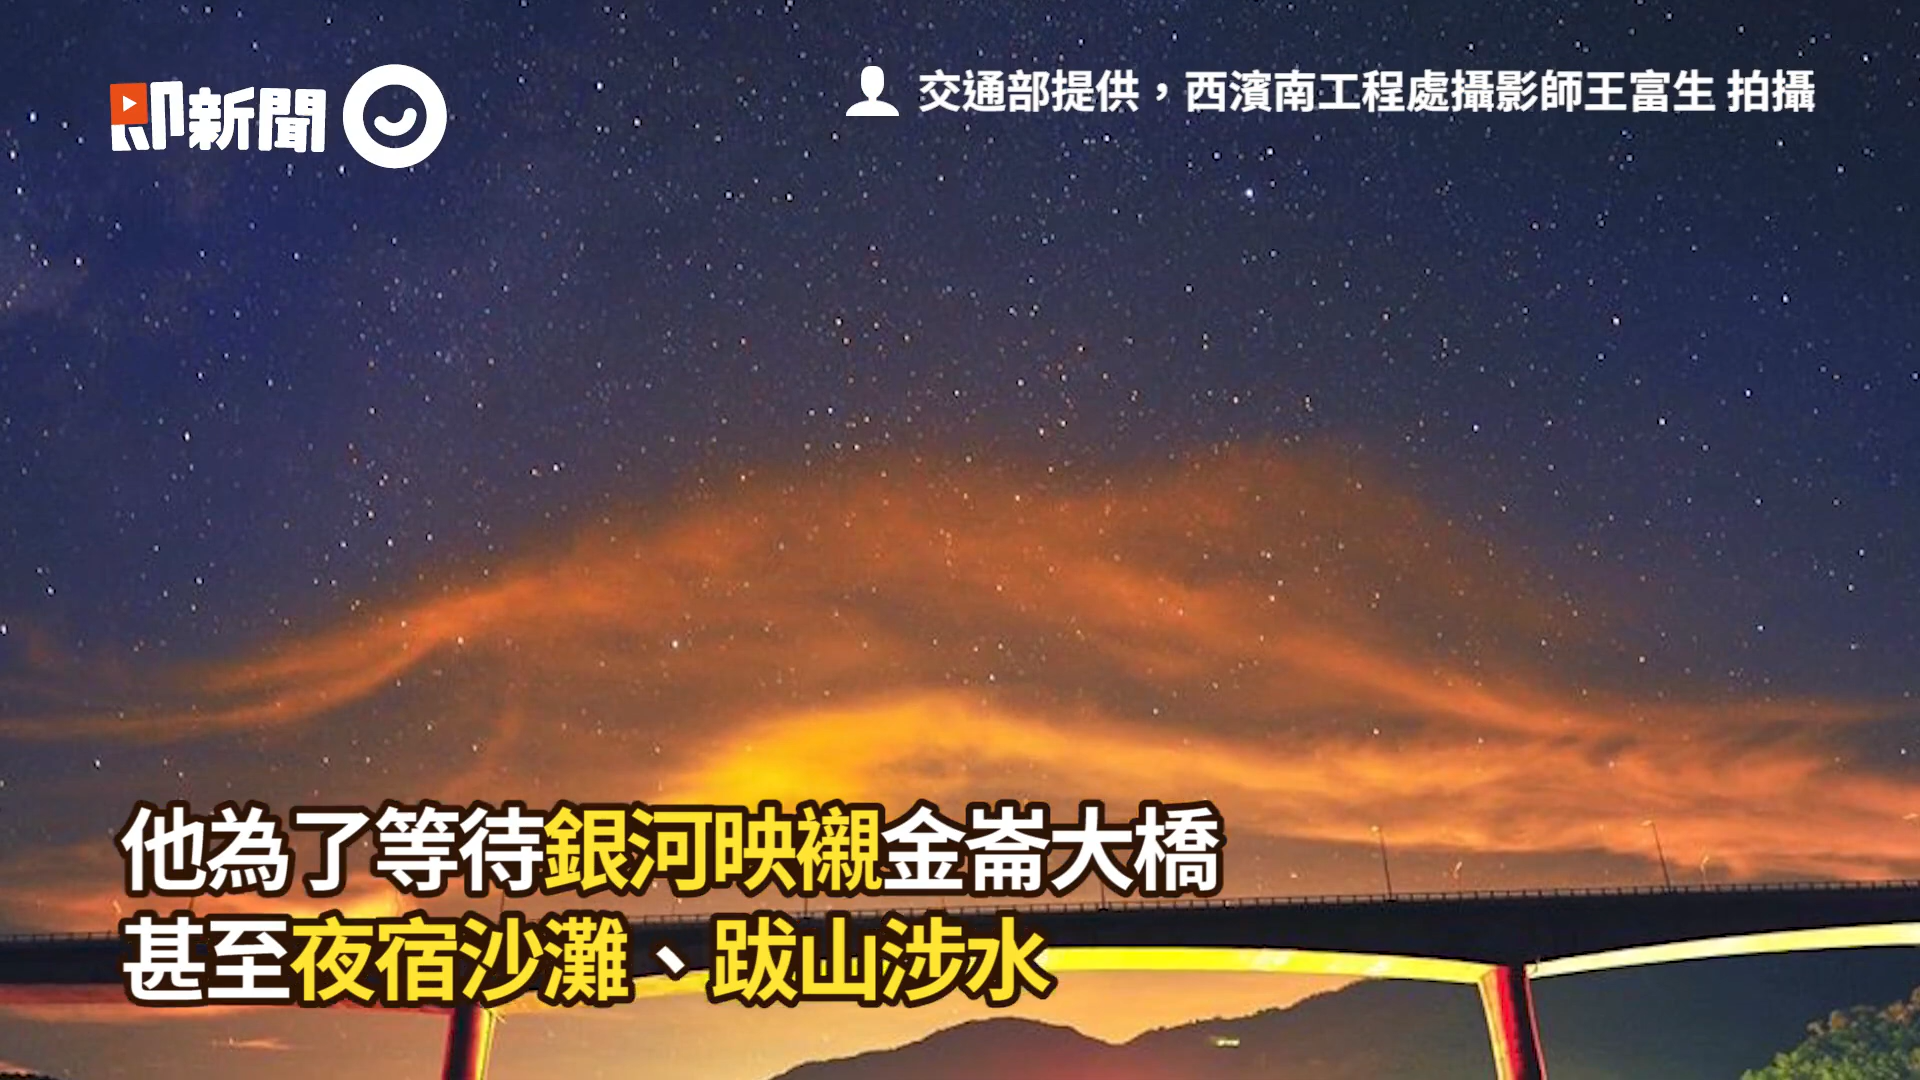 即新聞
交通部提供，西濱南工程處攝影師王富生 拍攝
他為了等待銀河映襯金崙大橋
甚至夜宿沙灘、跋山涉水